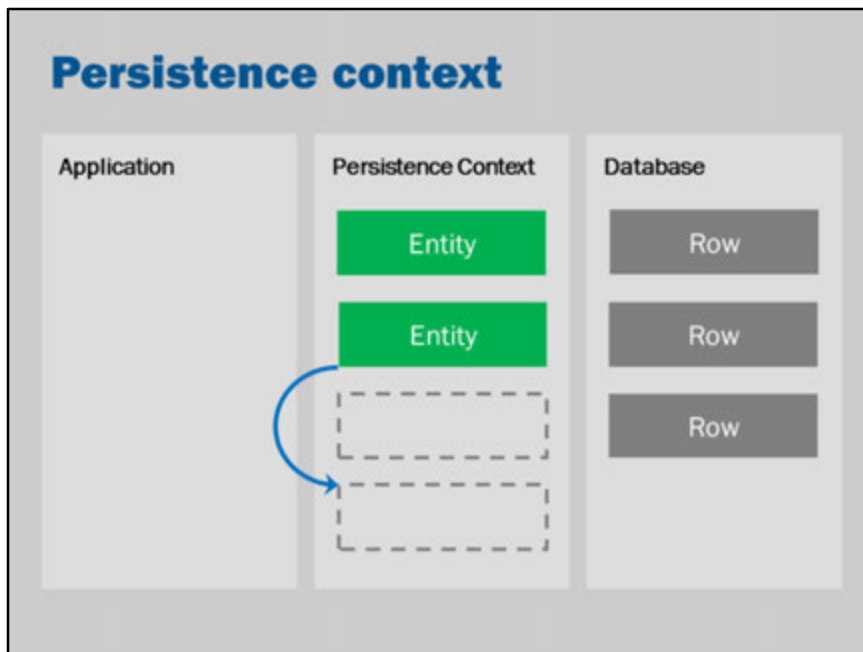 Persistence context
Application
Persistence Context
Database
Entity
Row
Entity
Row
Row